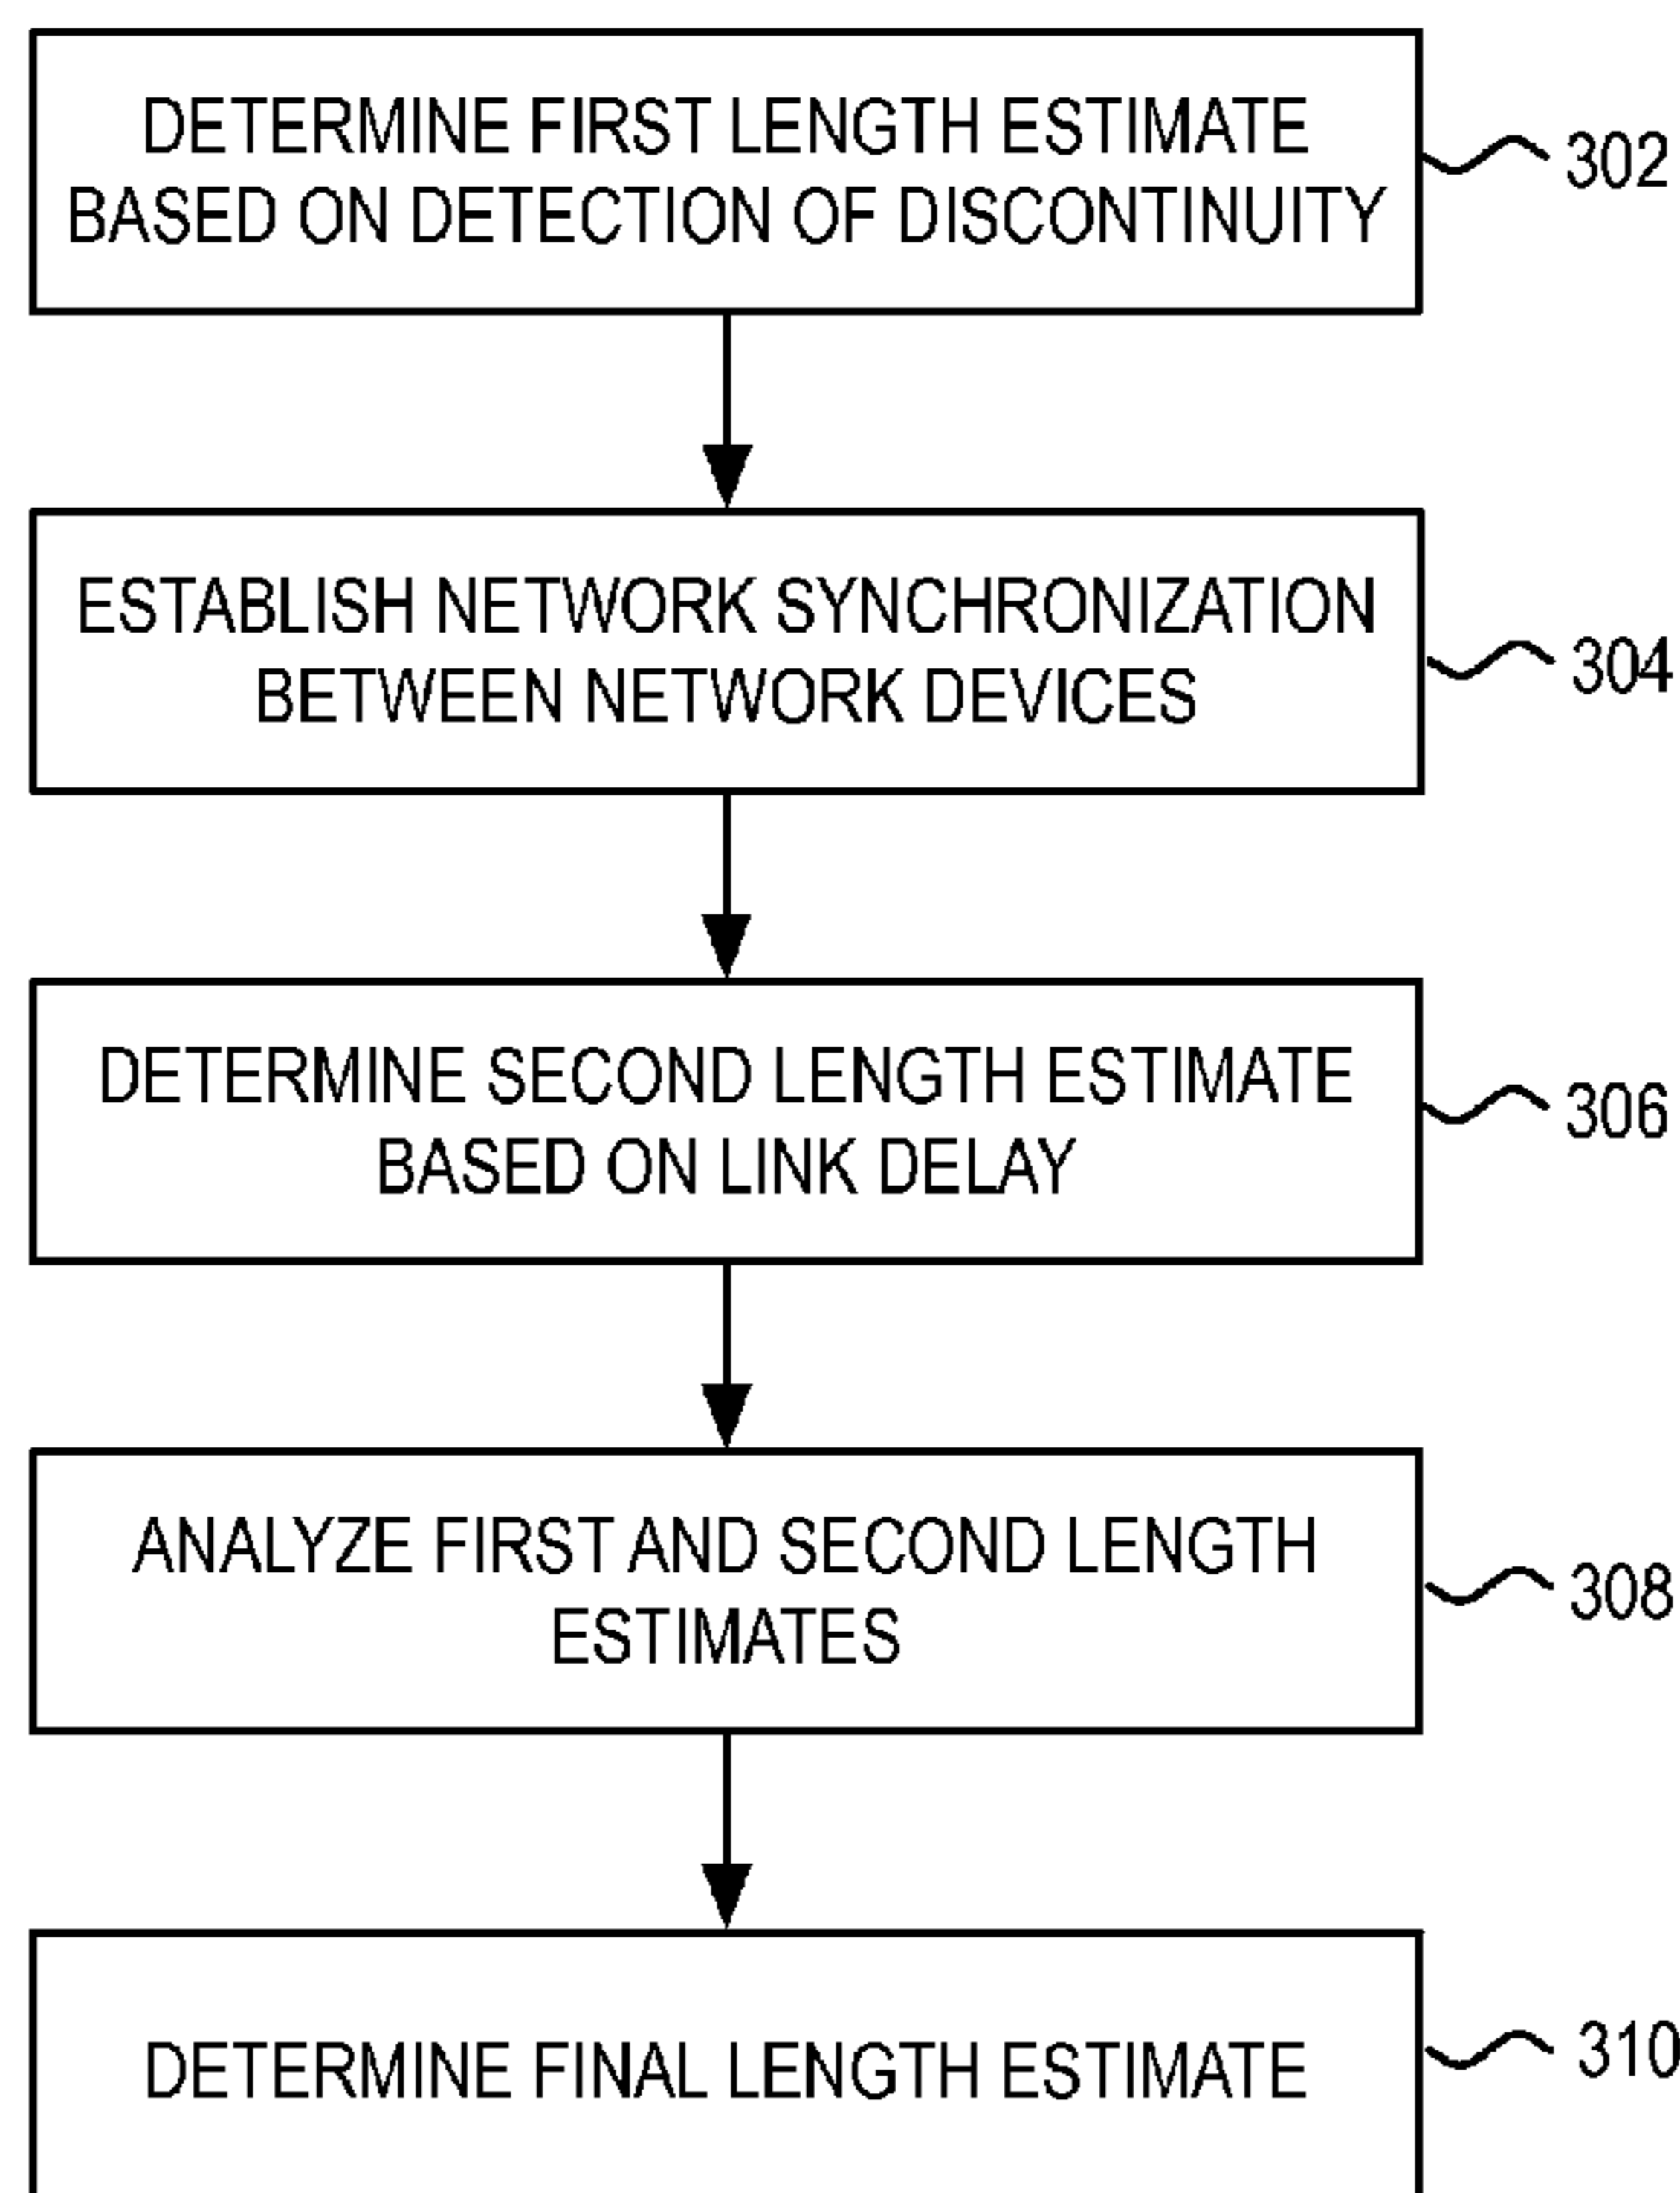 DETERMINE FIRST LENGTH ESTIMATE
BASED ON DETECTION OF DISCONTINUITY
302
ESTABLISH NETWORK SYNCHRONIZATION
BETWEEN NETWORK DEVICES
304
DETERMINE SECOND LENGTH ESTIMATE
BASED ON LINK DELAY
306
ANALYZE FIRST AND SECOND LENGTH
ESTIMATES
308
DETERMINE FINAL LENGTH ESTIMATE
310